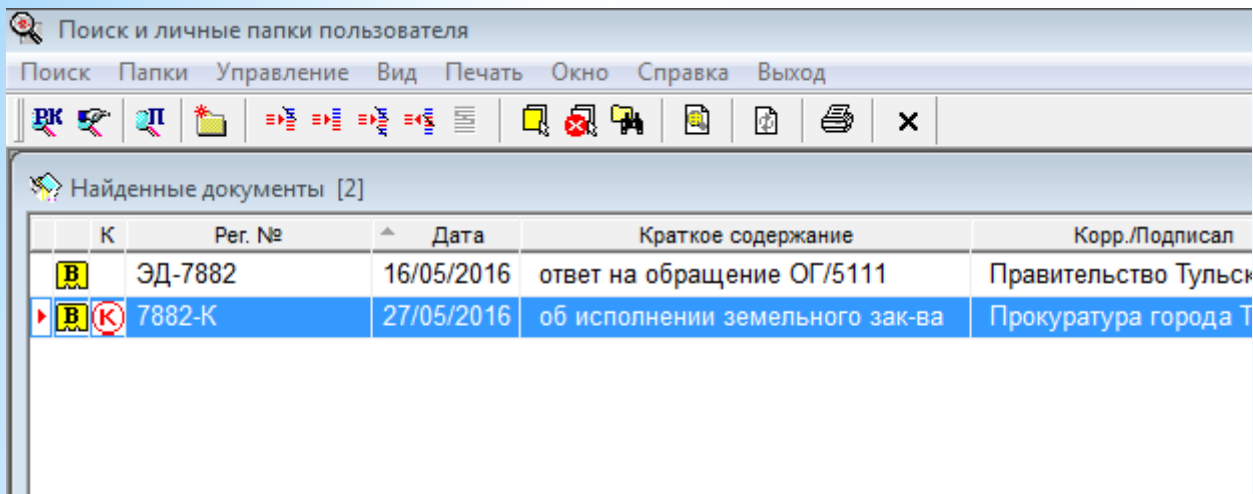 Поиск и личные папки пользователя
Поиск Папки Управление Вид Печать Окно Справка Выход
РК П
Найденные документы [2]
К Рег. № Дата Краткое содержание Корр./Подписал
В ЭД-7882 16/05/2016 ответ на обращение ОГ/5111 Правительство Тульск
В К 7882-К 27/05/2016 об исполнении земельного зак-ва Прокуратура города Т